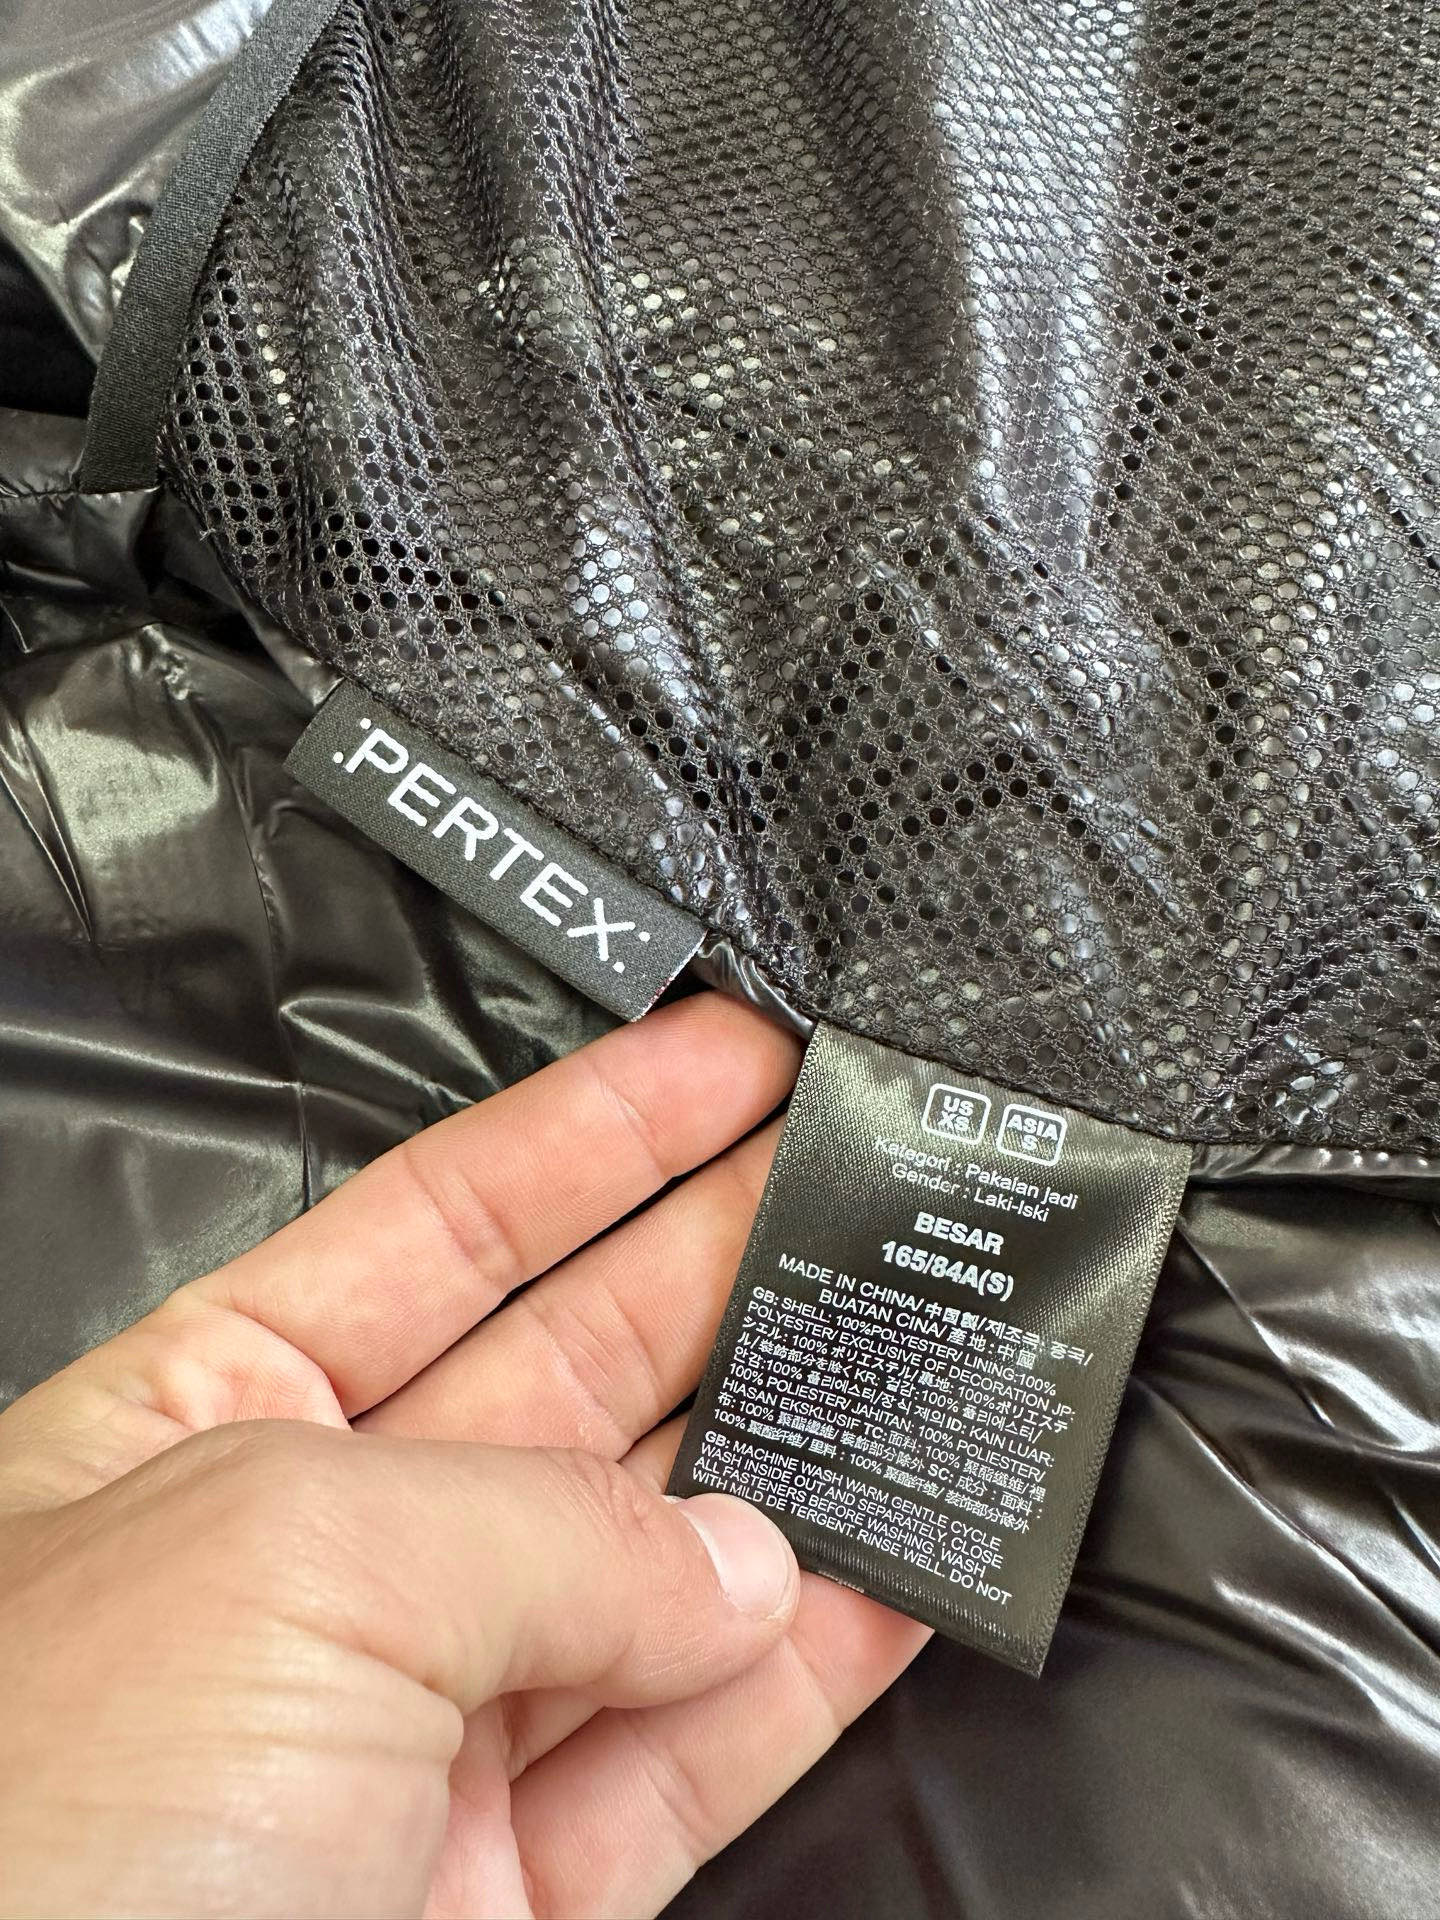 PERTEX
US
XS
ASIA
S
Kategori : Pakaian jadi
Gender : Laki-Iski
BESAR
165/84A(S)
MADE IN CHINA/ 中国制/제조국: 중국/
BUATAN CINA/ 產地:中國
GB: SHELL: 100%POLYESTER/ LINING:100%
POLYESTER/ EXCLUSIVE OF DECORATION JP:
シェル: 100% ポリエステル/ 裏地: 100%ポリエステ
ル/装飾部分を除く KR: 겉감:100% 폴리에스터/
안감:100% 폴리에스터/장식 제외 ID: KAIN LUAR:
100% POLIESTER/ JAHITAN: 100% POLIESTER/
HIASAN EKSKLUSIF TC: 面料: 100% 聚酯纖維/ 裡
布: 100% 聚酯纖維/ 裝飾部分除外 SC: 成分：面料：
100% 聚酯纤维/ 里料：100% 聚酯纤维/ 装饰部分除外
GB: MACHINE WASH WARM GENTLE CYCLE
WASH INSIDE OUT AND SEPARATELY, CLOSE
ALL FASTENERS BEFORE WASHING, WASH
WITH MILD DE TERGENT. RINSE WELL. DO NOT